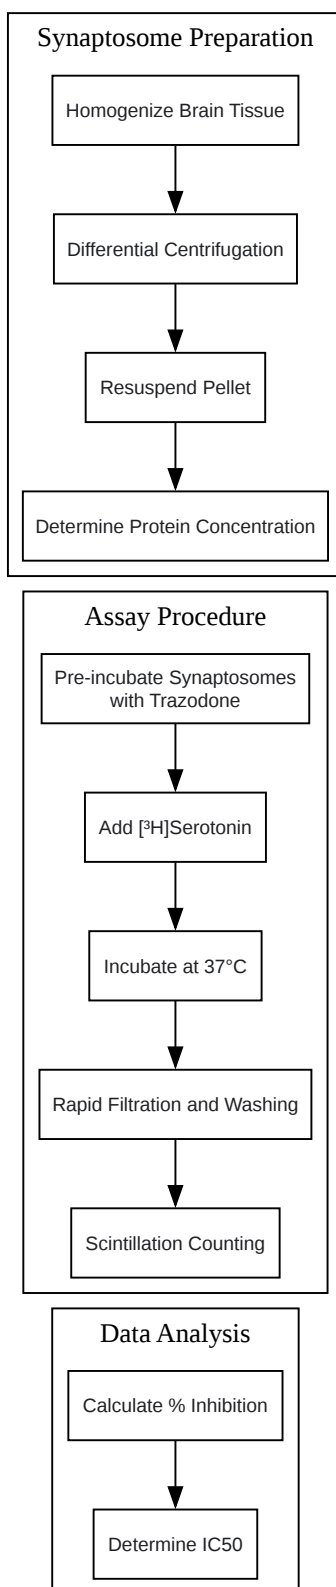 Synaptosome Preparation
Homogenize Brain Tissue
Differential Centrifugation
Resuspend Pellet
Determine Protein Concentration
Assay Procedure
Pre-incubate Synaptosomes
with Trazodone
Add [³H]Serotonin
Incubate at 37°C
Rapid Filtration and Washing
Scintillation Counting
Data Analysis
Calculate % Inhibition
Determine IC50